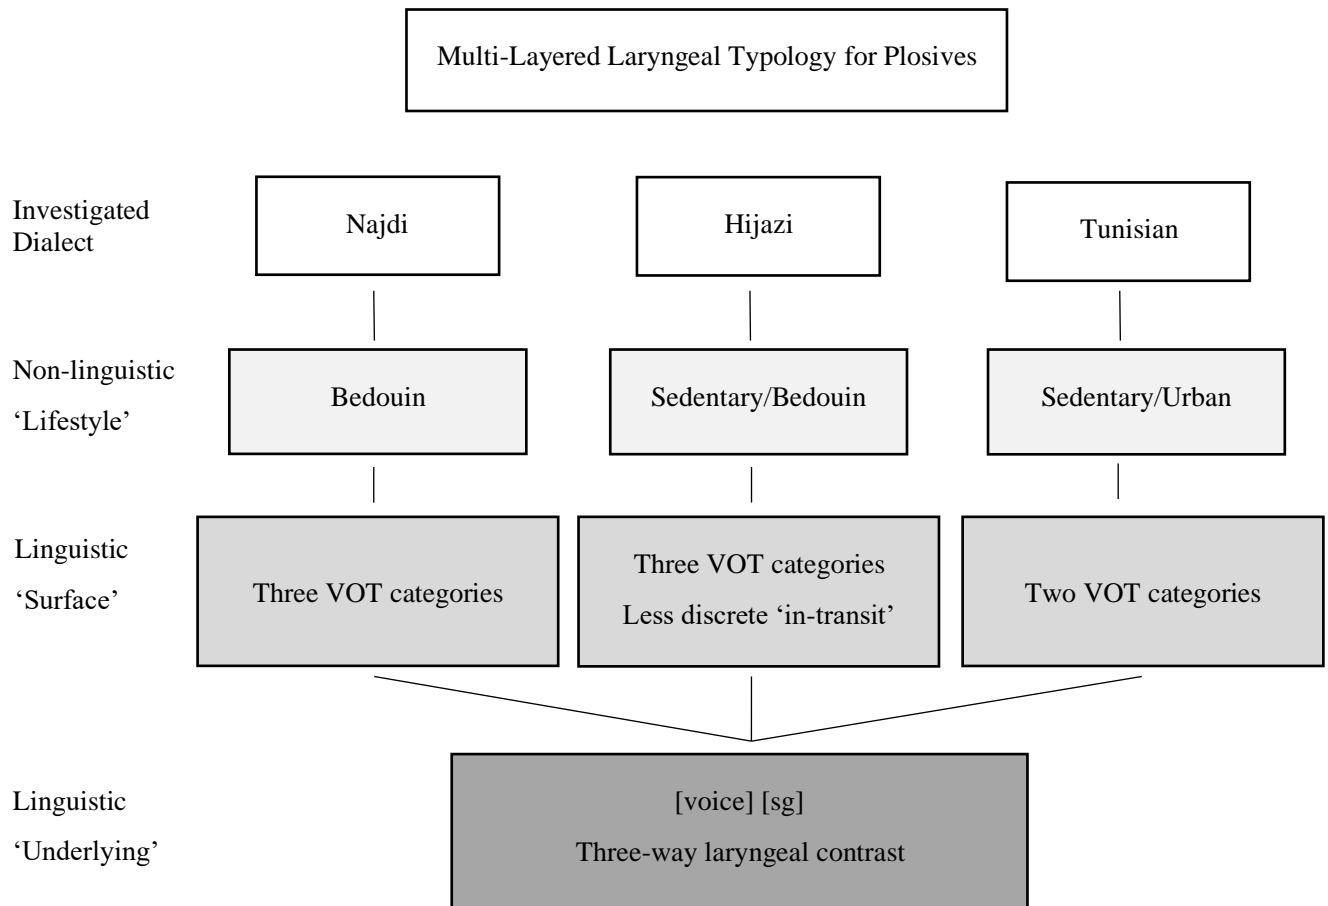 Multi-Layered Laryngeal Typology for Plosives
Investigated
Dialect
Najdi
Hijazi
Tunisian
Non-linguistic
‘Lifestyle’
Bedouin
Sedentary/Bedouin
Sedentary/Urban
Linguistic
‘Surface’
Three VOT categories
Three VOT categories
Less discrete ‘in-transit’
Two VOT categories
Linguistic
‘Underlying’
[voice] [sg]
Three-way laryngeal contrast